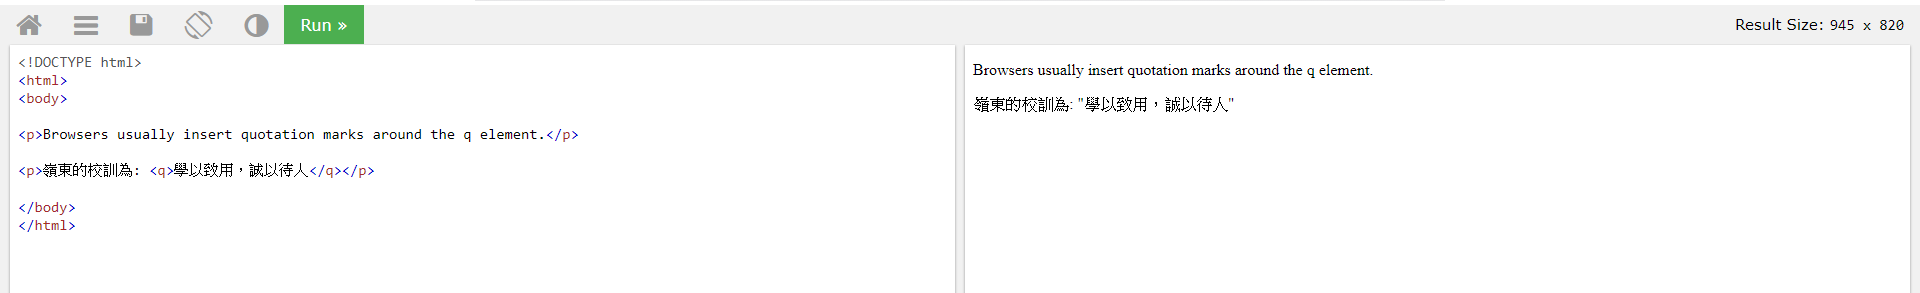 Run »
Result Size: 945 x 820
<!DOCTYPE html>
<html>
<body>
<p>Browsers usually insert quotation marks around the q element.</p>
<p>嶺東的校訓為: <q>學以致用，誠以待人</q></p>
</body>
</html>
Browsers usually insert quotation marks around the q element.
嶺東的校訓為: "學以致用，誠以待人"